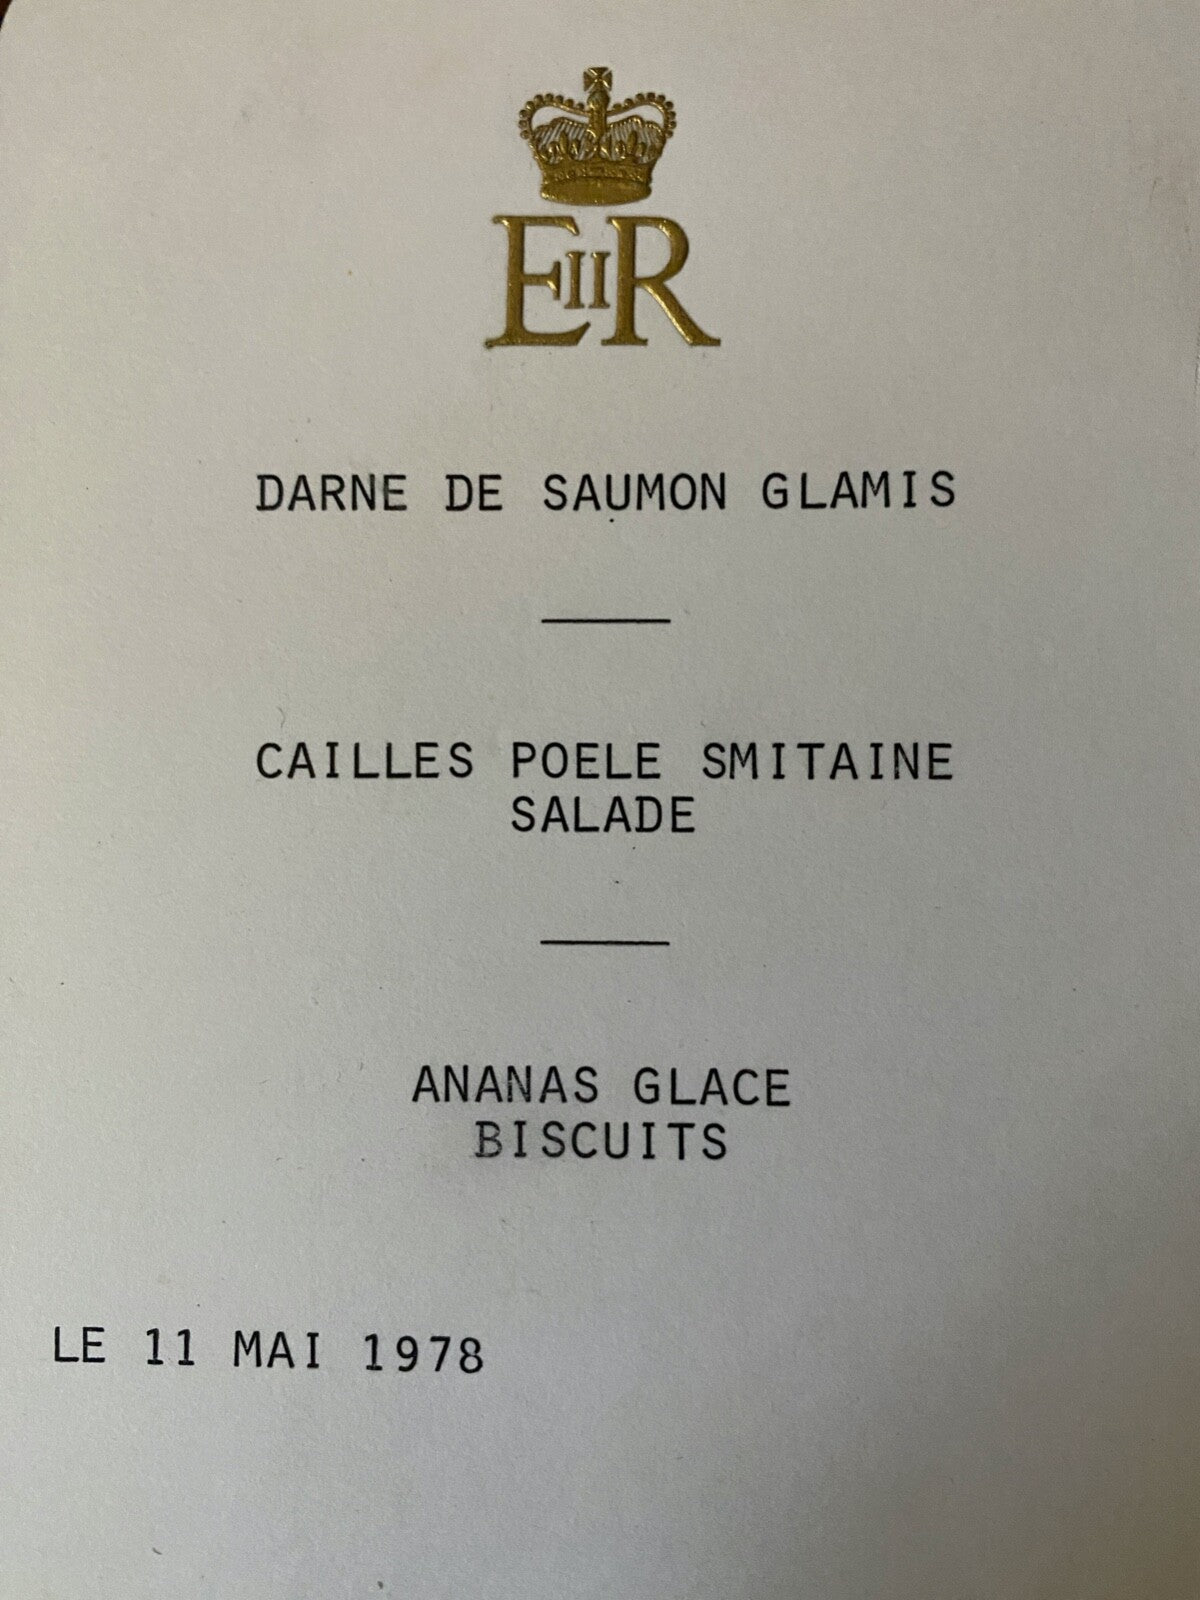 EIIR
DARNE DE SAUMON GLAMIS
CAILLES POELE SMITAINE
SALADE
ANANAS GLACE
BISCUITS
LE 11 MAI 1978